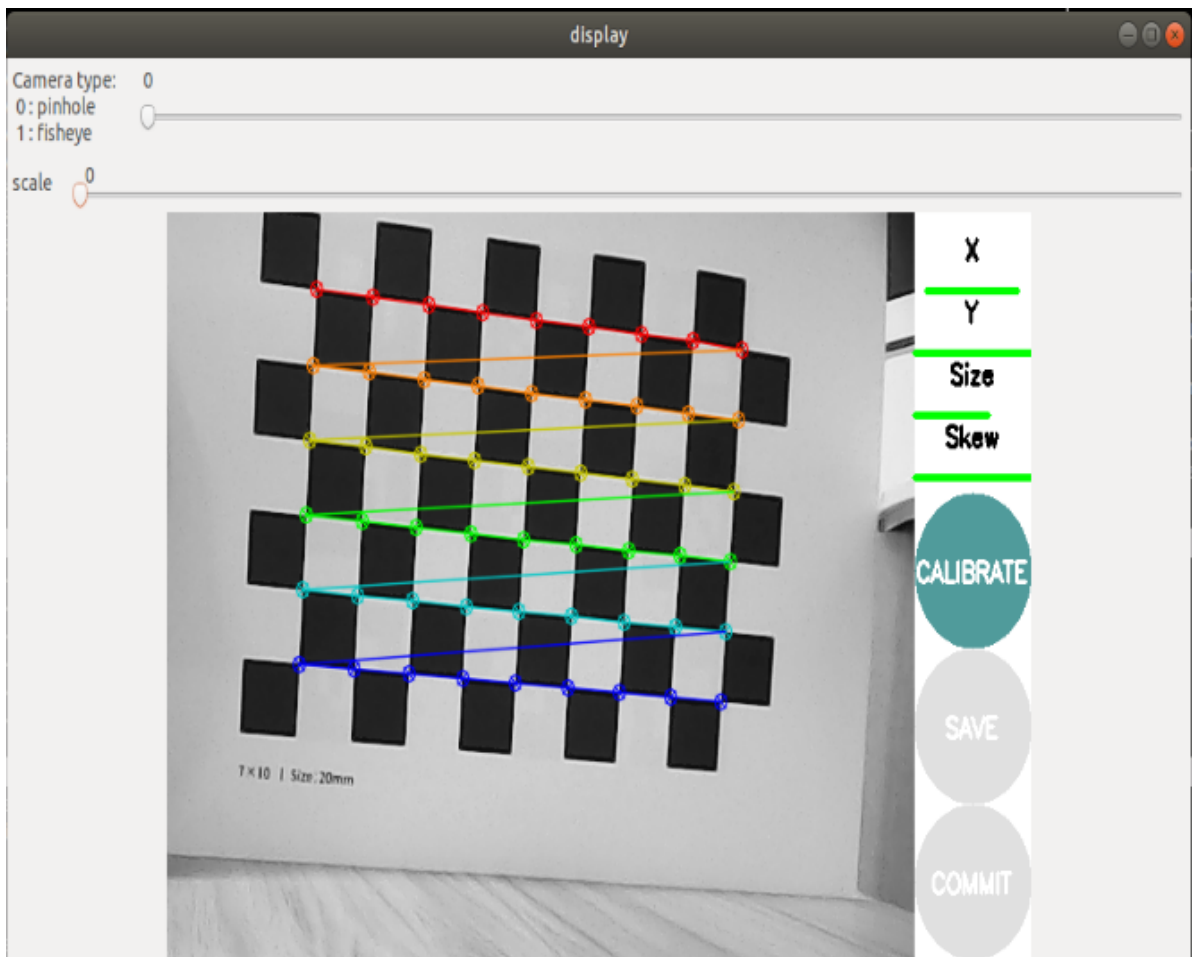 display
Camera type: 0
0 : pinhole
1 : fisheye
scale 0
X
Y
Size
Skew
CALIBRATE
SAVE
COMMIT
7×10 | Size: 20mm